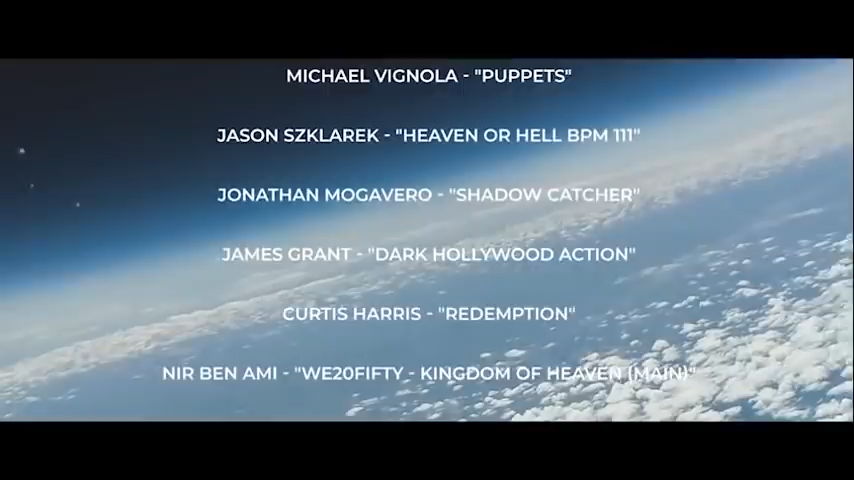 MICHAEL VIGNOLA - "PUPPETS"
JASON SZKLAREK - "HEAVEN OR HELL BPM 111"
JONATHAN MOGAVERO - "SHADOW CATCHER"
JAMES GRANT - "DARK HOLLYWOOD ACTION"
CURTIS HARRIS - "REDEMPTION"
NIR BEN AMI - "WE20FIFTY - KINGDOM OF HEAVEN (MAIN)"